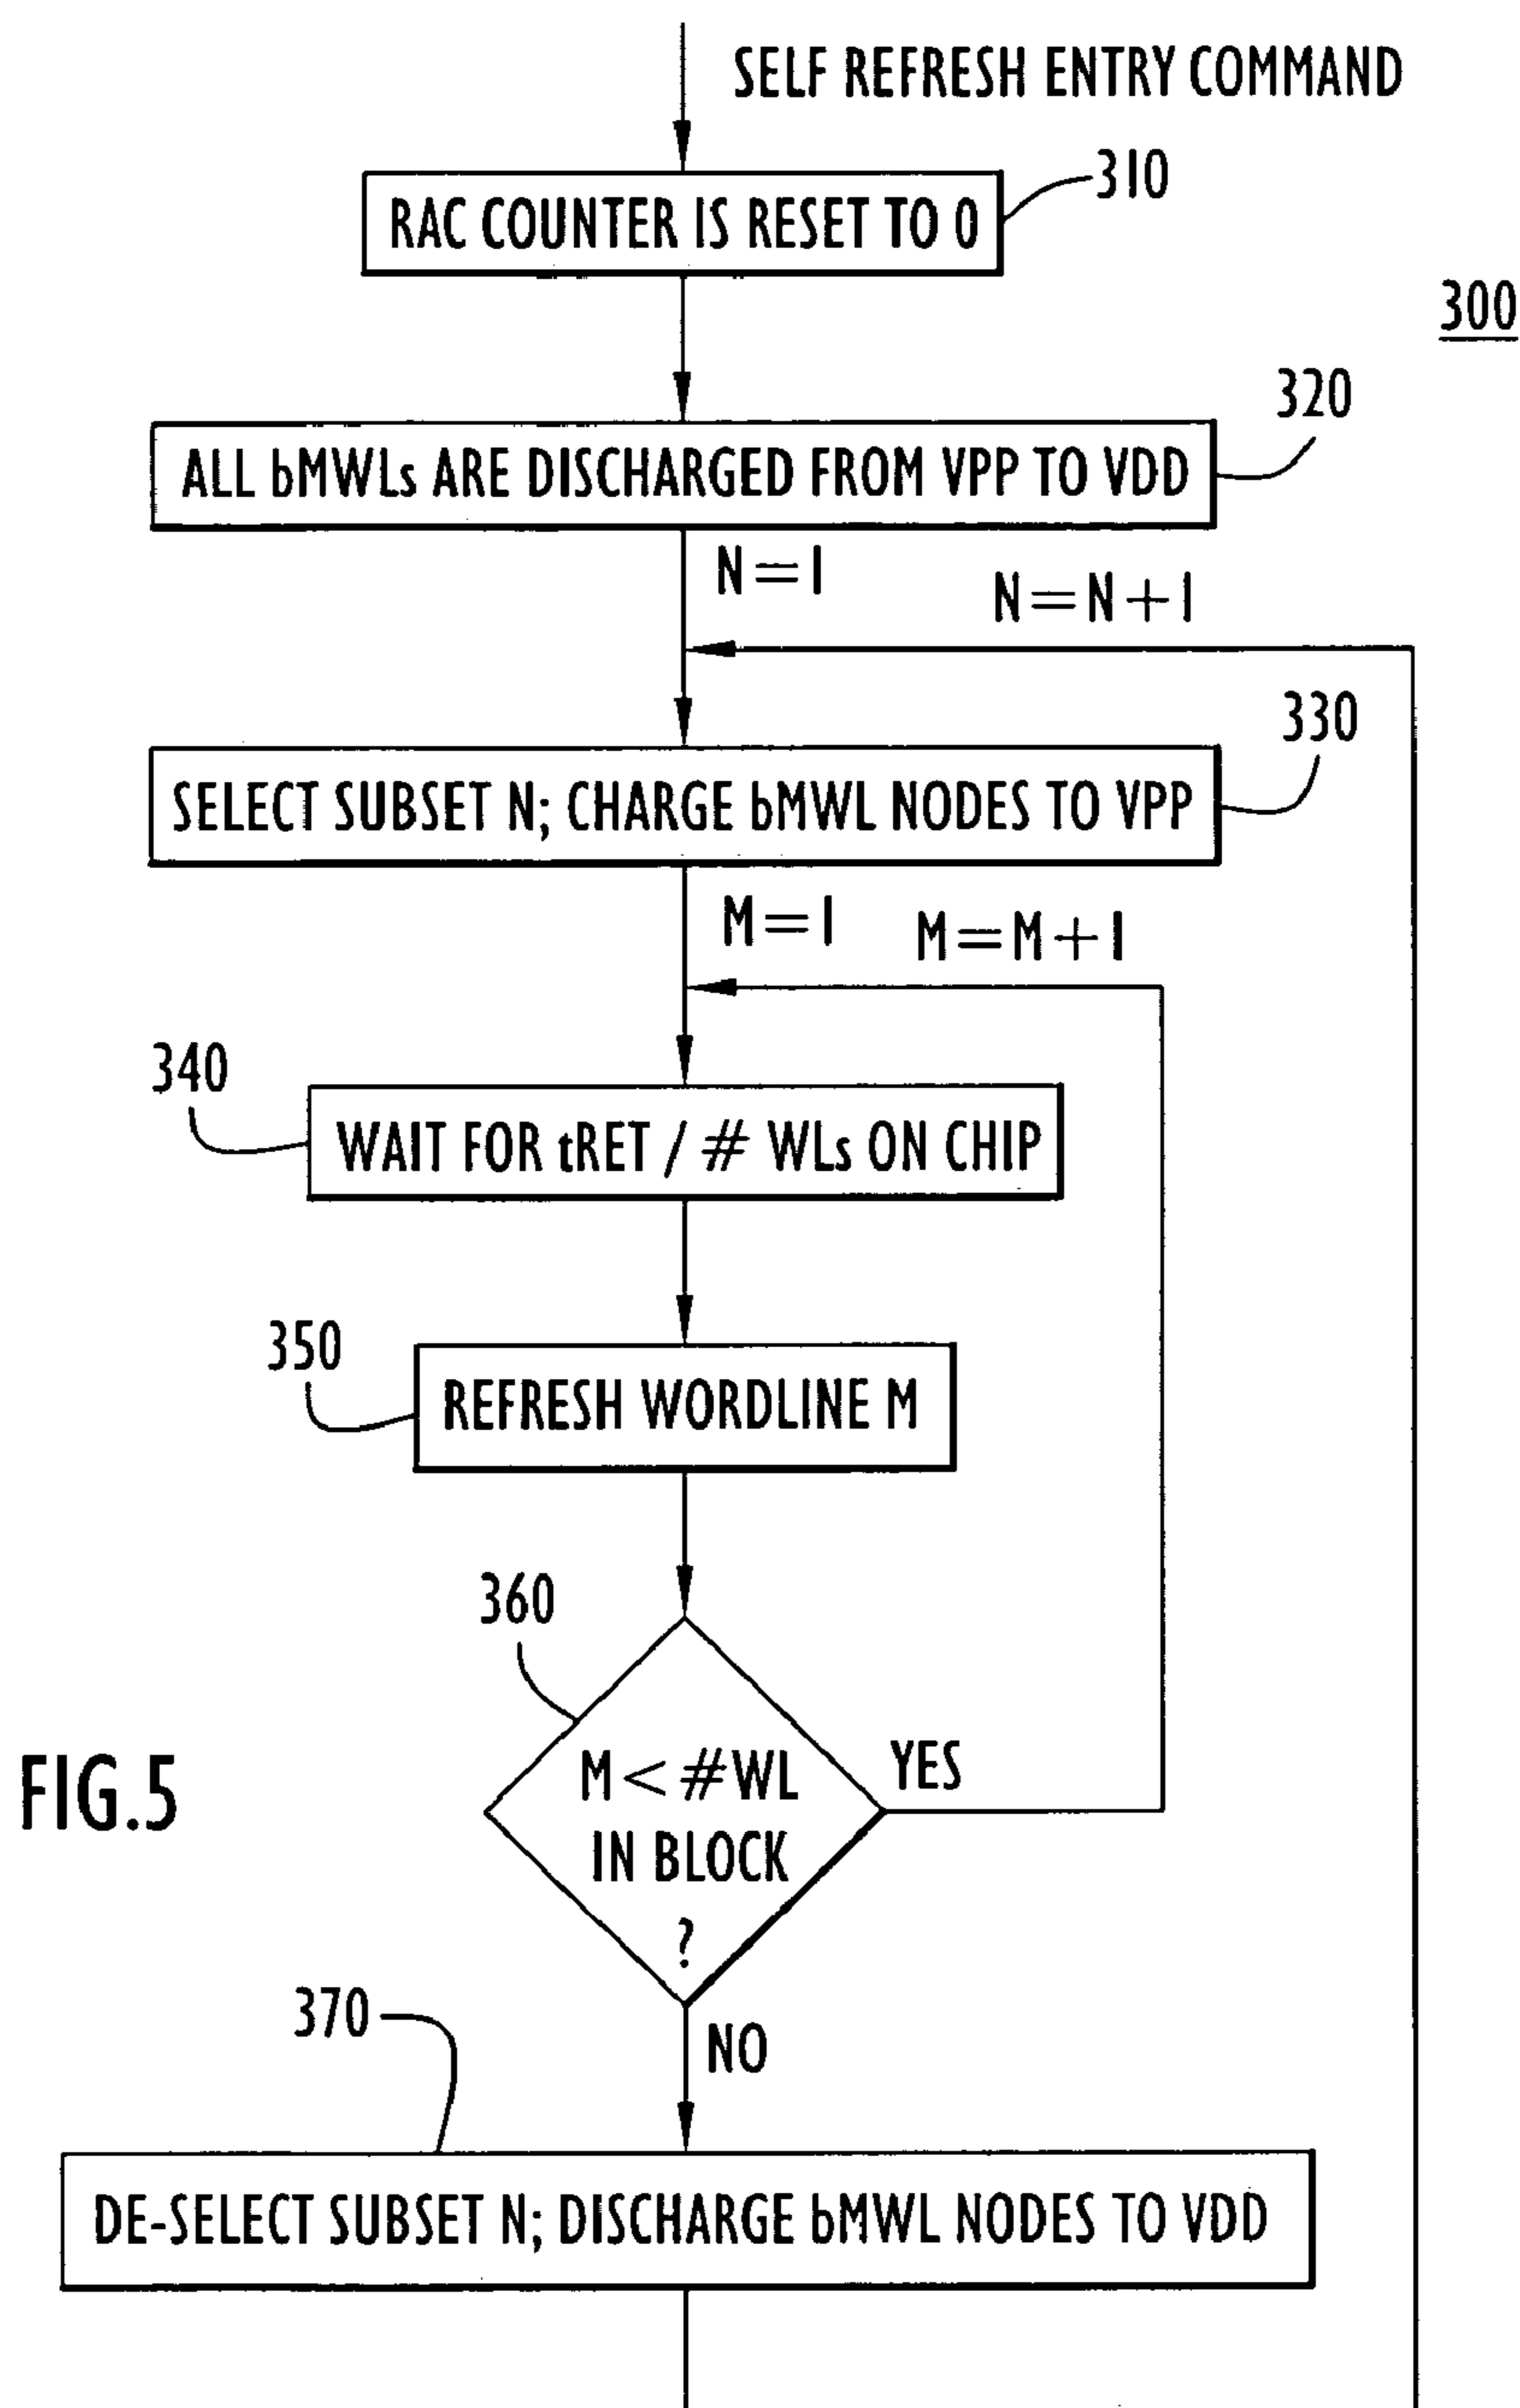 SELF REFRESH ENTRY COMMAND
310
RAC COUNTER IS RESET TO 0
300
320
ALL bMWLs ARE DISCHARGED FROM VPP TO VDD
N=1
N=N+1
330
SELECT SUBSET N; CHARGE bMWL NODES TO VPP
M=1
M=M+1
340
WAIT FOR tRET / # WLs ON CHIP
350
REFRESH WORDLINE M
360
M<#WL
IN BLOCK
?
YES
FIG.5
370
NO
DE-SELECT SUBSET N; DISCHARGE bMWL NODES TO VDD